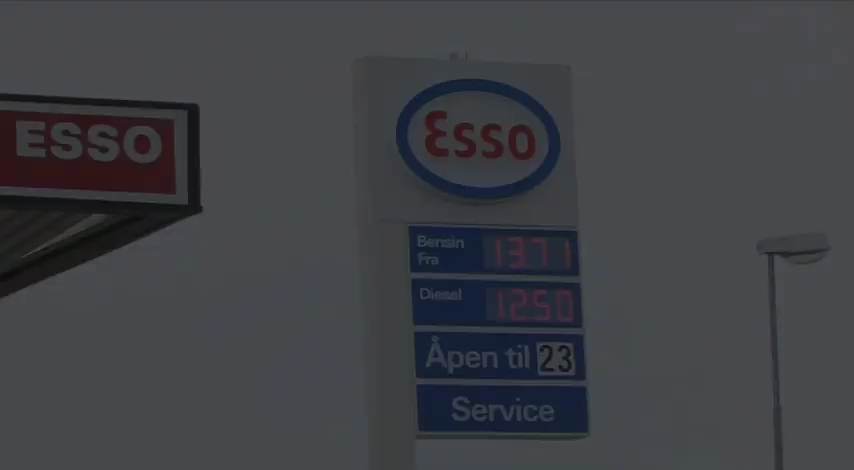 ESSO
Esso
Bensin
Fra
13.71
Diesel
12.50
Åpen til 23
Service